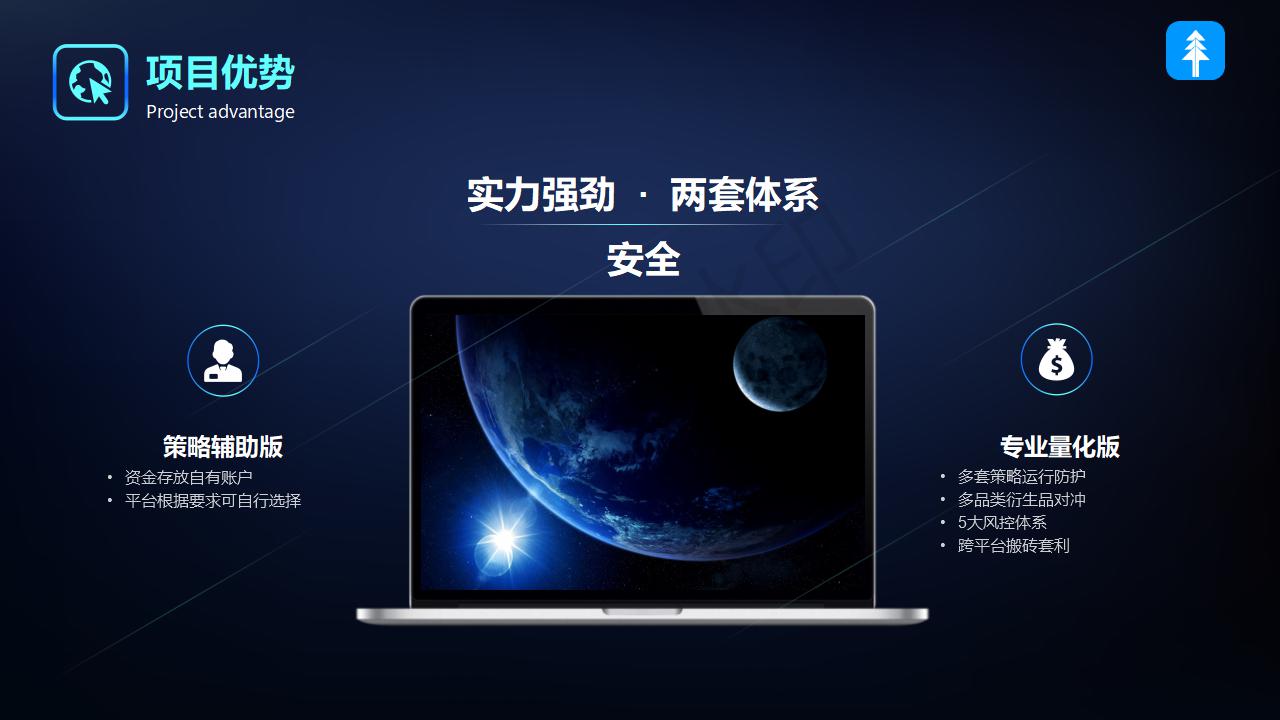 项目优势
Project advantage
实力强劲 · 两套体系
安全
策略辅助版
• 资金存放自有账户
• 平台根据要求可自行选择
专业量化版
• 多套策略运行防护
• 多品类衍生品对冲
• 5大风控体系
• 跨平台搬砖套利
水印